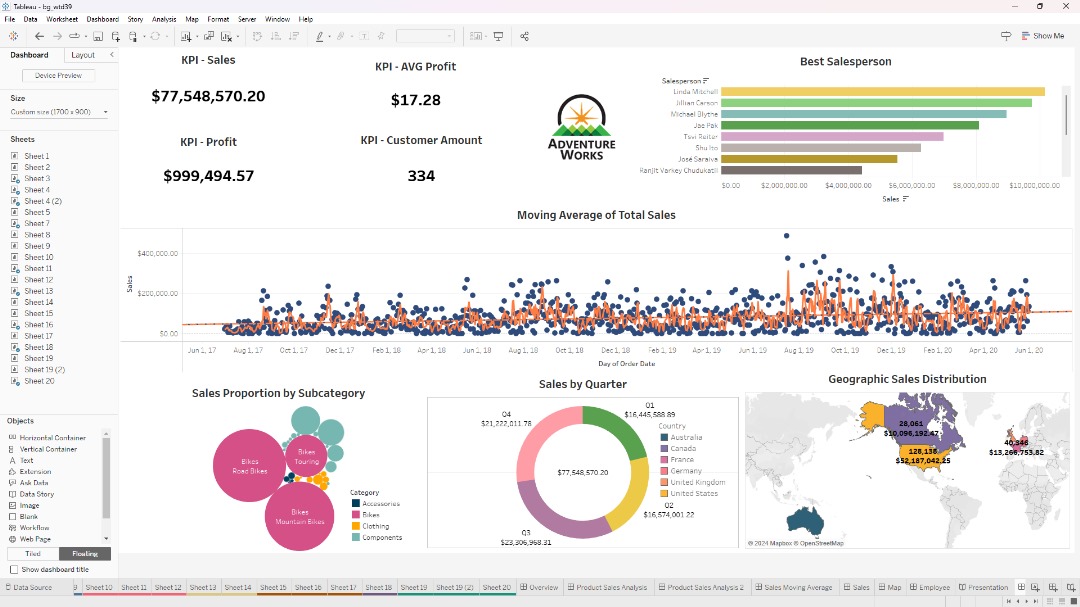 Tableau - bg_wtd39
File Data Worksheet Dashboard Story Analysis Map Format Server Window Help
Show Me
Dashboard Layout
Device Preview
Size
Custom size (1700 x 900)
Sheets
Sheet 1
Sheet 2
Sheet 3
Sheet 4
Sheet 4 (2)
Sheet 5
Sheet 7
Sheet 8
Sheet 9
Sheet 10
Sheet 11
Sheet 12
Sheet 13
Sheet 14
Sheet 15
Sheet 16
Sheet 17
Sheet 18
Sheet 19
Sheet 19 (2)
Sheet 20
Objects
Horizontal Container
Vertical Container
A Text
Extension
Ask Data
Data Story
Image
Blank
Workflow
Web Page
Tiled Floating
Show dashboard title
KPI - Sales
$77,548,570.20
KPI - AVG Profit
$17.28
KPI - Profit
$999,494.57
KPI - Customer Amount
334
ADVENTURE
WORKS
Best Salesperson
Salesperson
Linda Mitchell
Jillian Carson
Michael Blythe
Jae Pak
Tsvi Reiter
Shu Ito
José Saraiva
Ranjit Varkey Chudukatil
$0.00 $2,000,000.00 $4,000,000.00 $6,000,000.00 $8,000,000.00 $10,000,000.00
Sales
Moving Average of Total Sales
Sales
$400,000.00
$200,000.00
$0.00
Jun 1, 17 Aug 1, 17 Oct 1, 17 Dec 1, 17 Feb 1, 18 Apr 1, 18 Jun 1, 18 Aug 1, 18 Oct 1, 18 Dec 1, 18 Feb 1, 19 Apr 1, 19 Jun 1, 19 Aug 1, 19 Oct 1, 19 Dec 1, 19 Feb 1, 20 Apr 1, 20 Jun 1, 20
Day of Order Date
Sales Proportion by Subcategory
Bikes
Road Bikes
Bikes
Touring
Bikes
Mountain Bikes
Category
Accessories
Bikes
Clothing
Components
Sales by Quarter
Q4
$21,222,011.78
Q1
$16,445,588.89
$77,548,570.20
Q2
$16,574,001.22
Q3
$23,306,968.31
Country
Australia
Canada
France
Germany
United Kingdom
United States
Geographic Sales Distribution
28,061
$10,096,192.47
128,138
$52,187,042.25
40,346
$13,266,753.82
© 2024 Mapbox © OpenStreetMap
Data Source 9 Sheet 10 Sheet 11 Sheet 12 Sheet 13 Sheet 14 Sheet 15 Sheet 16 Sheet 17 Sheet 18 Sheet 19 Sheet 19 (2) Sheet 20 Overview Product Sales Analysis Product Sales Analysis 2 Sales Moving Average Sales Map Employee Presentation